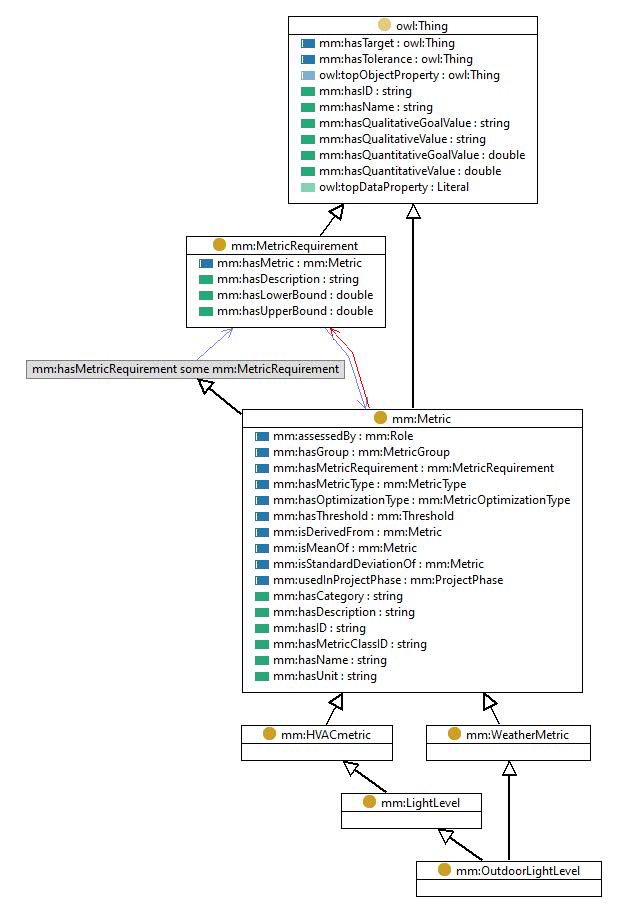 owl:Thing
mm:hasTarget : owl:Thing
mm:hasTolerance : owl:Thing
owl:topObjectProperty : owl:Thing
mm:hasID : string
mm:hasName : string
mm:hasQualitativeGoalValue : string
mm:hasQualitativeValue : string
mm:hasQuantitativeGoalValue : double
mm:hasQuantitativeValue : double
owl:topDataProperty : Literal
mm:MetricRequirement
mm:hasMetric : mm:Metric
mm:hasDescription : string
mm:hasLowerBound : double
mm:hasUpperBound : double
mm:hasMetricRequirement some mm:MetricRequirement
mm:Metric
mm:assessedBy : mm:Role
mm:hasGroup : mm:MetricGroup
mm:hasMetricRequirement : mm:MetricRequirement
mm:hasMetricType : mm:MetricType
mm:hasOptimizationType : mm:MetricOptimizationType
mm:hasThreshold : mm:Threshold
mm:isDerivedFrom : mm:Metric
mm:isMeanOf : mm:Metric
mm:isStandardDeviationOf : mm:Metric
mm:usedInProjectPhase : mm:ProjectPhase
mm:hasCategory : string
mm:hasDescription : string
mm:hasID : string
mm:hasMetricClassID : string
mm:hasName : string
mm:hasUnit : string
mm:HVACmetric
mm:WeatherMetric
mm:LightLevel
mm:OutdoorLightLevel